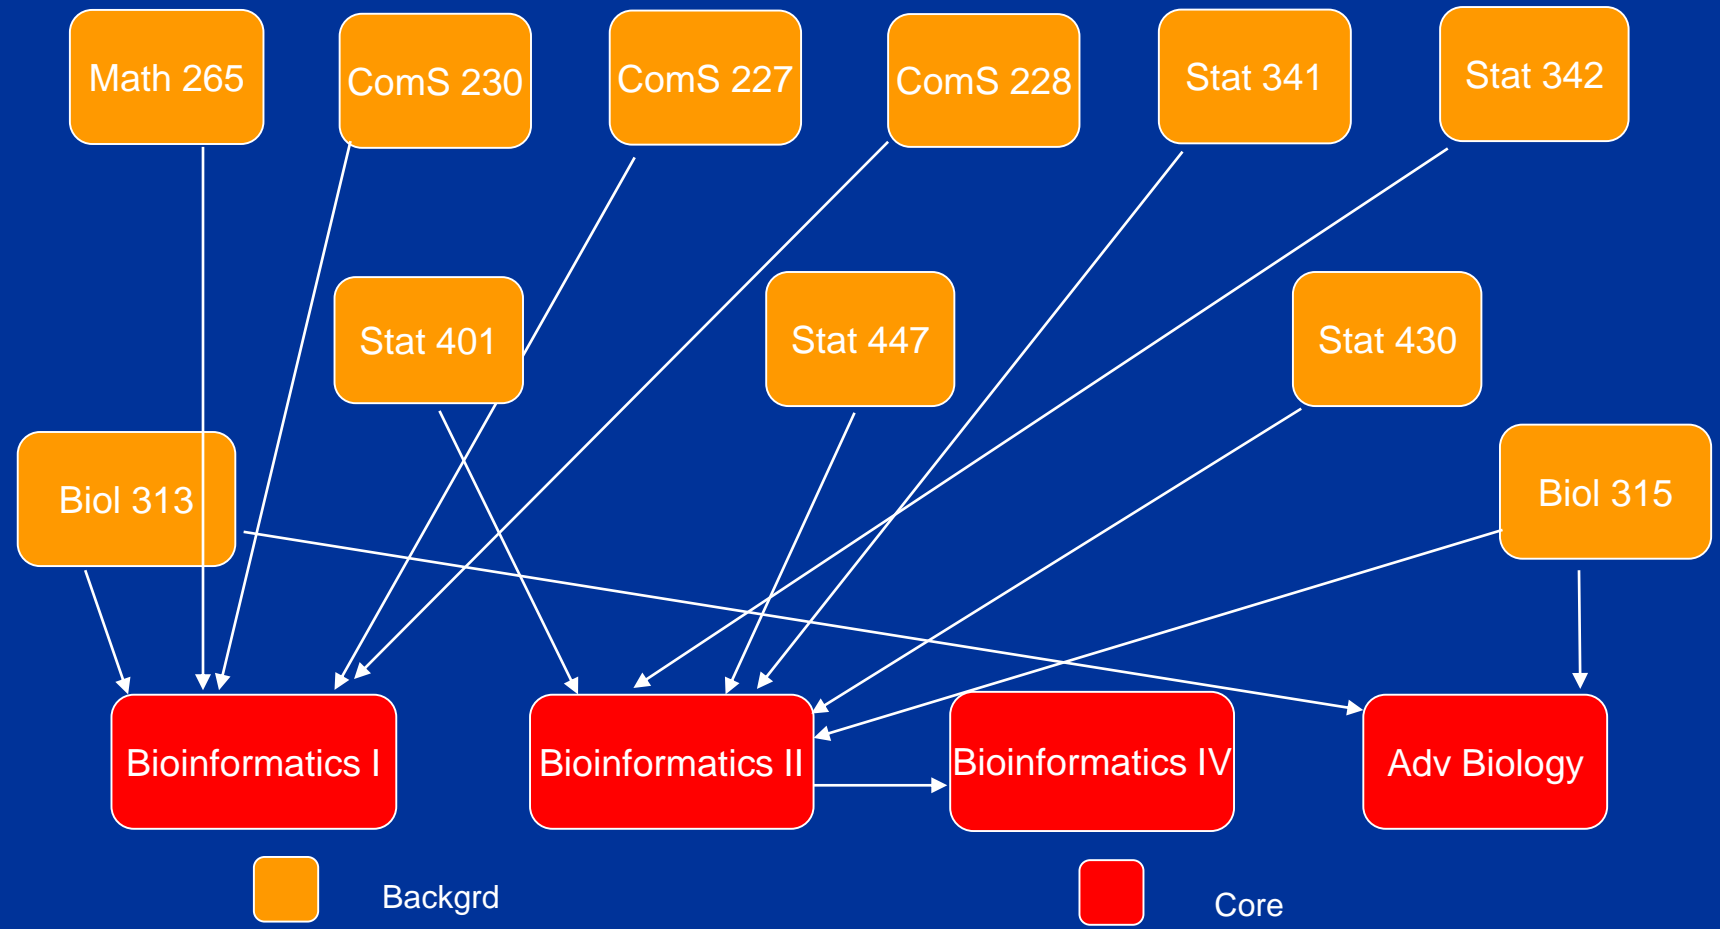 Math 265
ComS 230
ComS 227
ComS 228
Stat 341
Stat 342
Stat 401
Stat 447
Stat 430
Biol 313
Biol 315
Bioinformatics I
Bioinformatics II
Bioinformatics IV
Adv Biology
Backgrd
Core